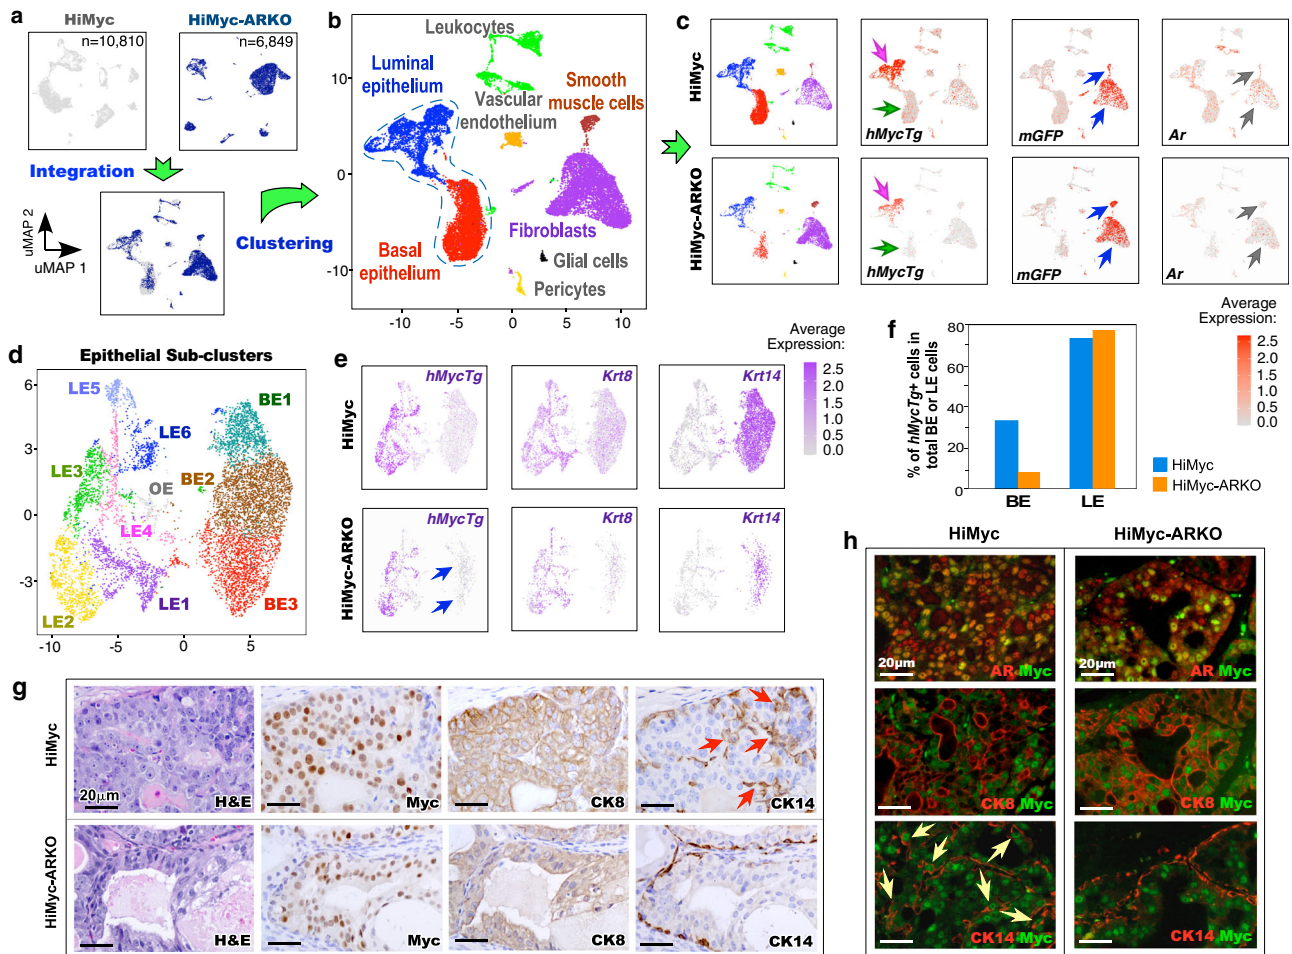 a
HiMyc
HiMyc-ARKO
n=10,810
n=6,849
Integration
uMAP 2
uMAP 1
Clustering
b
Leukocytes
Luminal
epithelium
Smooth
muscle cells
Vascular
endothelium
Fibroblasts
Basal
epithelium
Glial cells
Pericytes
10
0
-10
-10
-5
0
5
10
c
HiMyc
hMycTg
mGFP
Ar
HiMyc-ARKO
hMycTg
mGFP
Ar
Average
Expression:
2.5
2.0
1.5
1.0
0.5
0.0
d
Epithelial Sub-clusters
LE5
BE1
LE6
LE3
OE
BE2
LE4
LE1
LE2
BE3
6
3
0
-3
-10
-5
0
5
e
HiMyc
hMycTg
Krt8
Krt14
HiMyc-ARKO
hMycTg
Krt8
Krt14
Average
Expression:
2.5
2.0
1.5
1.0
0.5
0.0
f
% of hMycTg+ cells in
total BE or LE cells
80
60
40
20
0
BE
LE
HiMyc
HiMyc-ARKO
g
HiMyc
20μm
H&E
Myc
CK8
CK14
HiMyc-ARKO
H&E
Myc
CK8
CK14
h
HiMyc
HiMyc-ARKO
20μm
AR Myc
20μm
AR Myc
CK8 Myc
CK8 Myc
CK14 Myc
CK14 Myc